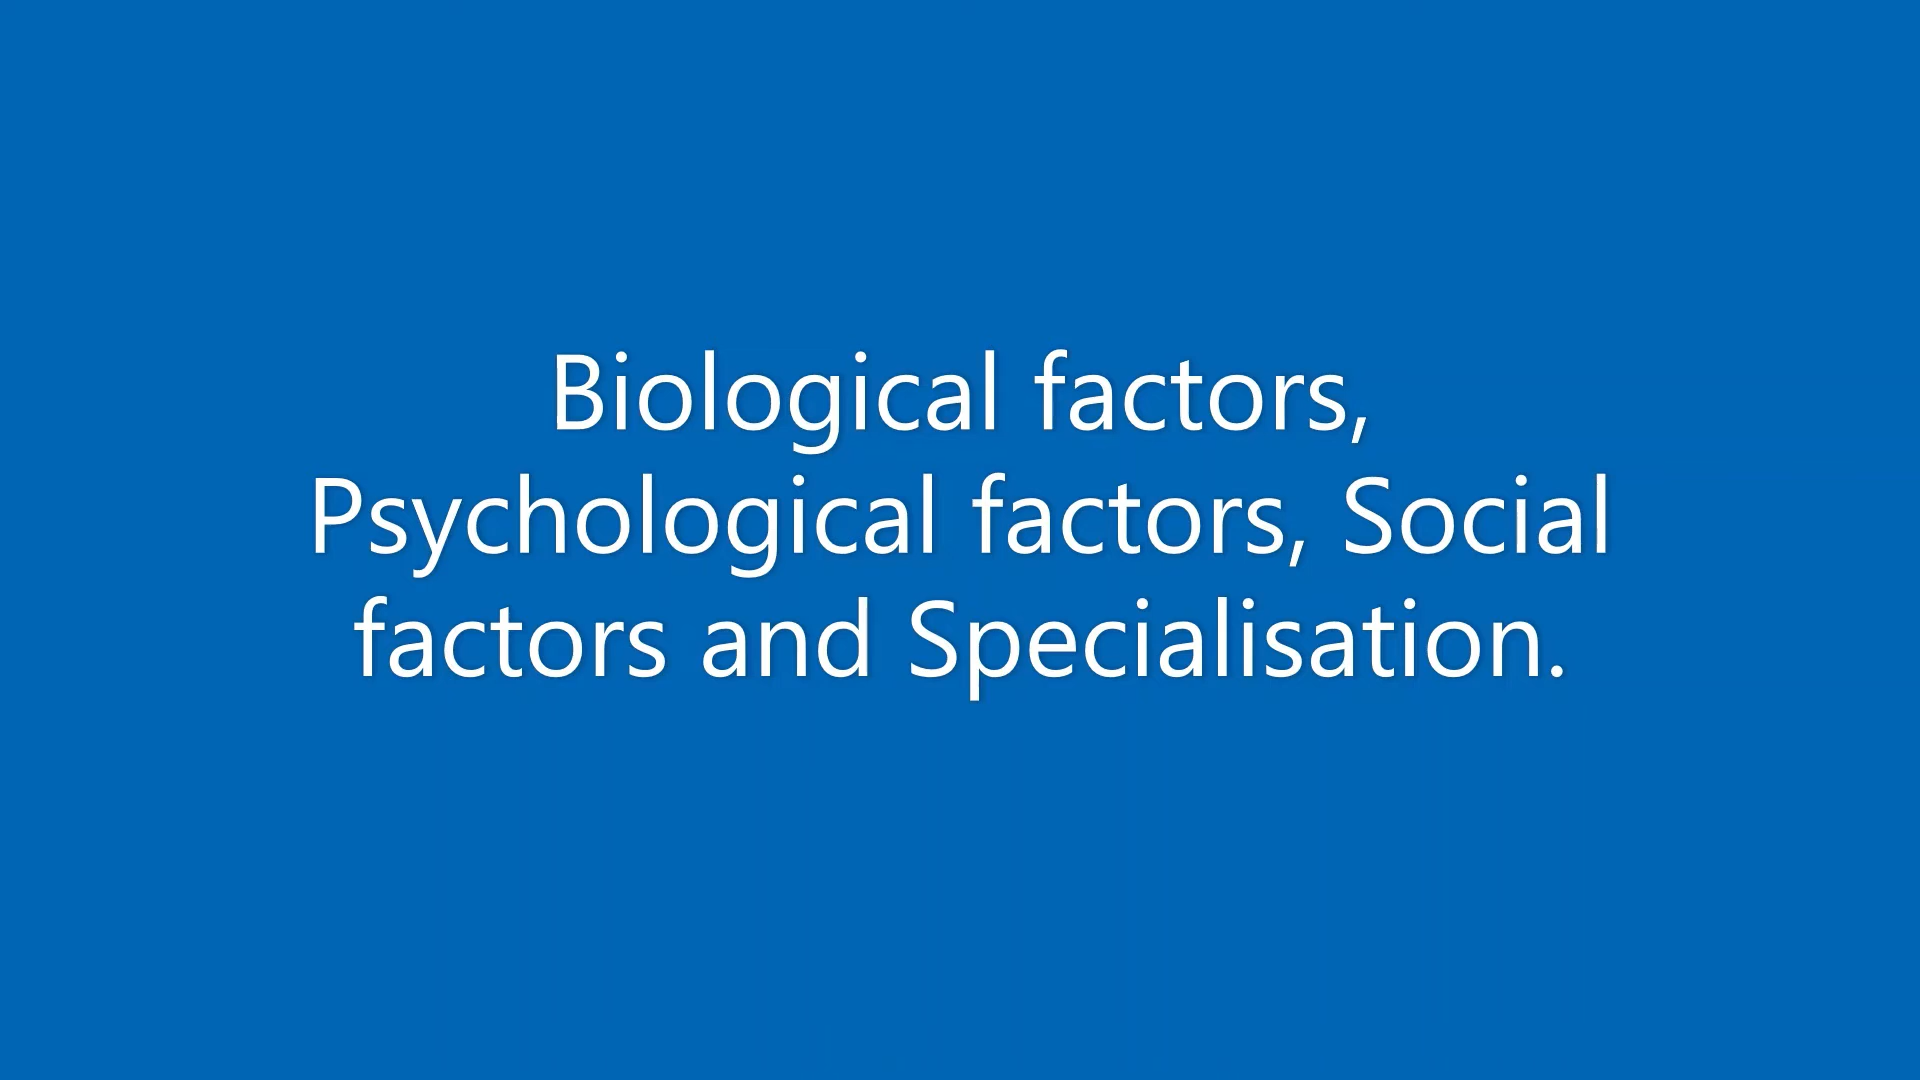 Biological factors,
Psychological factors, Social
factors and Specialisation.